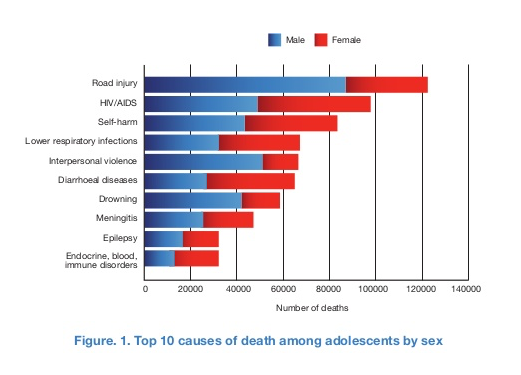 Male Female
Road injury
HIV/AIDS
Self-harm
Lower respiratory infections
Interpersonal violence
Diarrhoeal diseases
Drowning
Meningitis
Epilepsy
Endocrine, blood,
immune disorders
0 20000 40000 60000 80000 100000 120000 140000
Number of deaths
Figure. 1. Top 10 causes of death among adolescents by sex